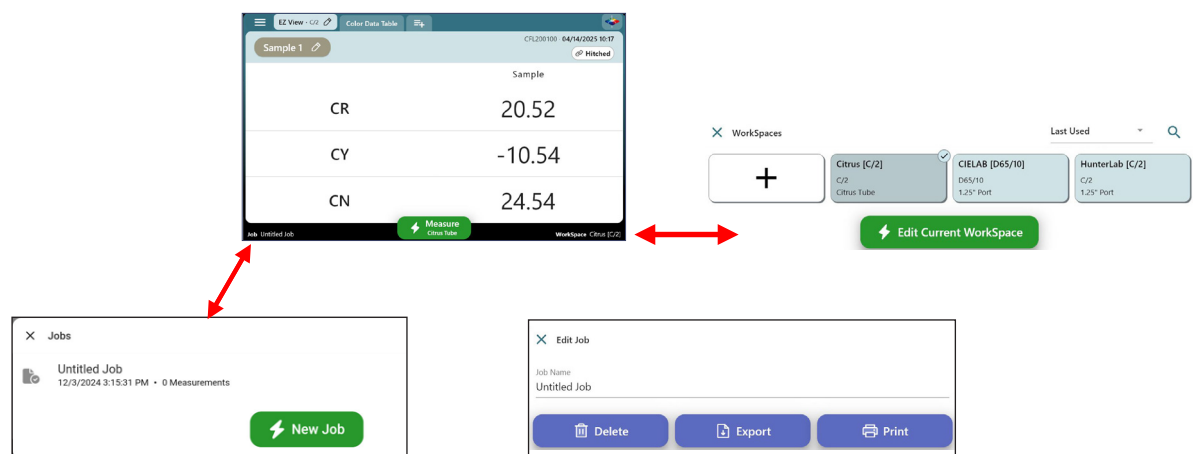 EZ View - C/2
Color Data Table
Sample 1
CFL200100 04/14/2025 10:17
Hitched
Sample
CR 20.52
CY -10.54
CN 24.54
Measure
Citrus Tube
Job Untitled Job
WorkSpace Citrus [C/2]
WorkSpaces
Last Used
Citrus [C/2]
C/2
Citrus Tube
CIELAB [D65/10]
D65/10
1.25" Port
HunterLab [C/2]
C/2
1.25" Port
Edit Current WorkSpace
Jobs
Untitled Job
12/3/2024 3:15:31 PM • 0 Measurements
New Job
Edit Job
Job Name
Untitled Job
Delete
Export
Print